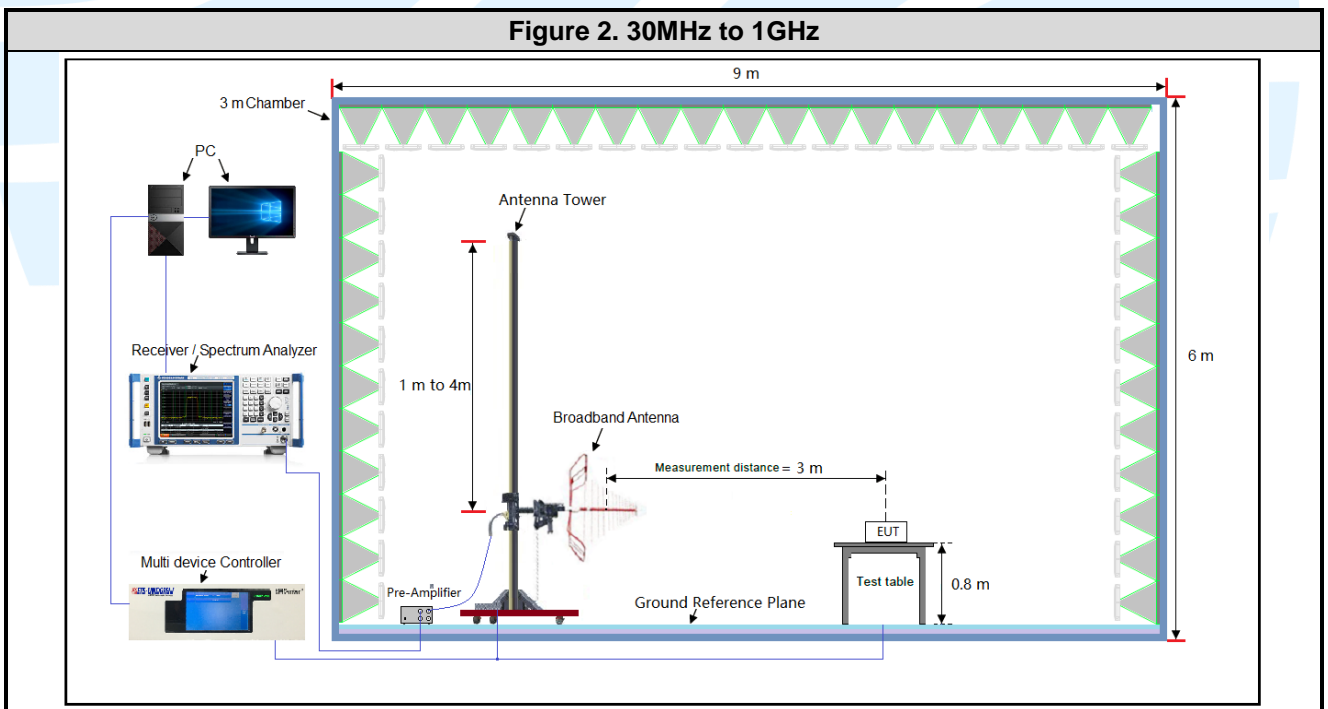 Figure 2. 30MHz to 1GHz
9 m
3 m Chamber
PC
Antenna Tower
Receiver / Spectrum Analyzer
6 m
1 m to 4m
Broadband Antenna
Measurement distance = 3 m
EUT
Multi device Controller
Test table
0.8 m
Pre-Amplifier
Ground Reference Plane